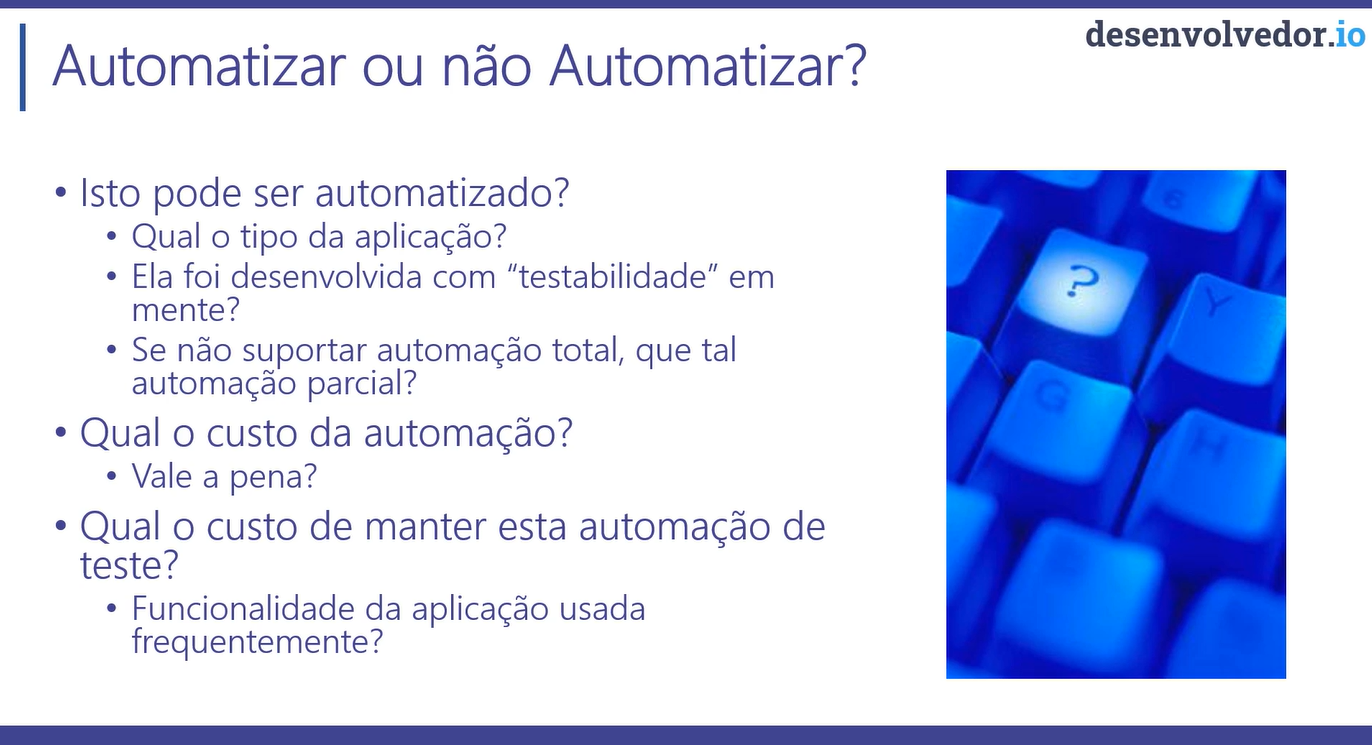 desenvolvedor.io
Automatizar ou não Automatizar?
• Isto pode ser automatizado?
• Qual o tipo da aplicação?
• Ela foi desenvolvida com “testabilidade” em
mente?
• Se não suportar automação total, que tal
automação parcial?
• Qual o custo da automação?
• Vale a pena?
• Qual o custo de manter esta automação de
teste?
• Funcionalidade da aplicação usada
frequentemente?
6
?
Y
G
H